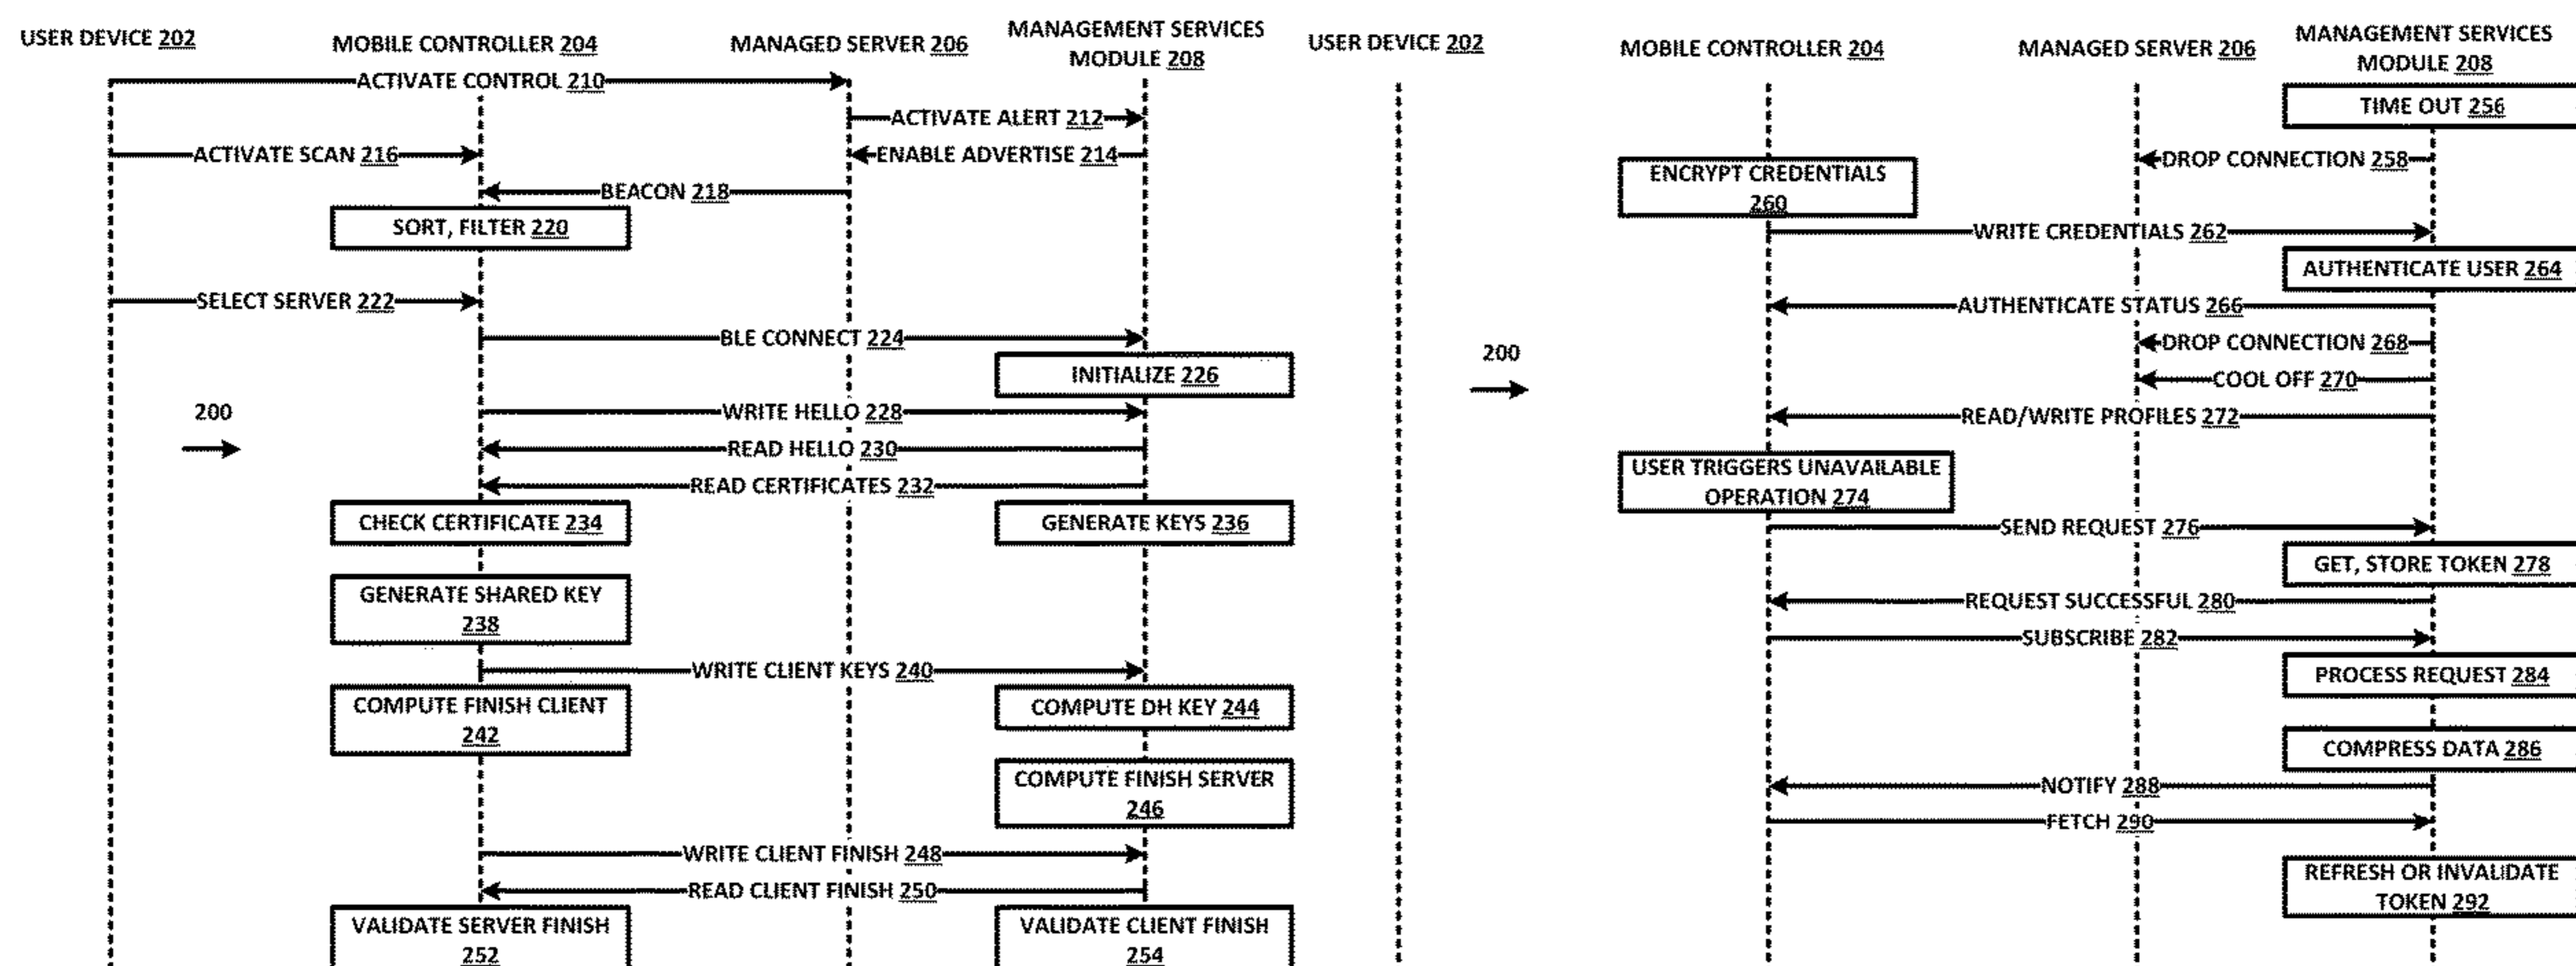 USER DEVICE 202
MOBILE CONTROLLER 204
MANAGED SERVER 206
MANAGEMENT SERVICES
MODULE 208
ACTIVATE CONTROL 210
ACTIVATE ALERT 212
ACTIVATE SCAN 216
ENABLE ADVERTISE 214
BEACON 218
SORT, FILTER 220
SELECT SERVER 222
BLE CONNECT 224
INITIALIZE 226
200
WRITE HELLO 228
READ HELLO 230
READ CERTIFICATES 232
CHECK CERTIFICATE 234
GENERATE KEYS 236
GENERATE SHARED KEY
238
WRITE CLIENT KEYS 240
COMPUTE FINISH CLIENT
242
COMPUTE DH KEY 244
COMPUTE FINISH SERVER
246
WRITE CLIENT FINISH 248
READ CLIENT FINISH 250
VALIDATE SERVER FINISH
252
VALIDATE CLIENT FINISH
254
USER DEVICE 202
MOBILE CONTROLLER 204
MANAGED SERVER 206
MANAGEMENT SERVICES
MODULE 208
TIME OUT 256
DROP CONNECTION 258
ENCRYPT CREDENTIALS
260
WRITE CREDENTIALS 262
AUTHENTICATE USER 264
AUTHENTICATE STATUS 266
200
DROP CONNECTION 268
COOL OFF 270
READ/WRITE PROFILES 272
USER TRIGGERS UNAVAILABLE
OPERATION 274
SEND REQUEST 276
GET, STORE TOKEN 278
REQUEST SUCCESSFUL 280
SUBSCRIBE 282
PROCESS REQUEST 284
COMPRESS DATA 286
NOTIFY 288
FETCH 290
REFRESH OR INVALIDATE
TOKEN 292